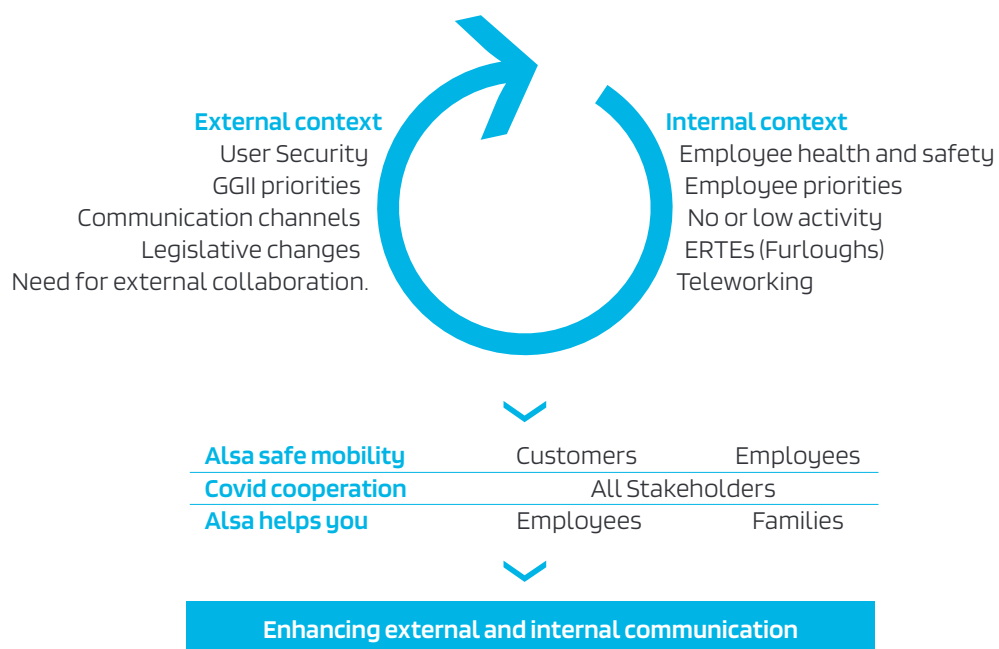 External context
User Security
GGII priorities
Communication channels
Legislative changes
Need for external collaboration.
Internal context
Employee health and safety
Employee priorities
No or low activity
ERTEs (Furloughs)
Teleworking
Alsa safe mobility Customers Employees
Covid cooperation All Stakeholders
Alsa helps you Employees Families
Enhancing external and internal communication